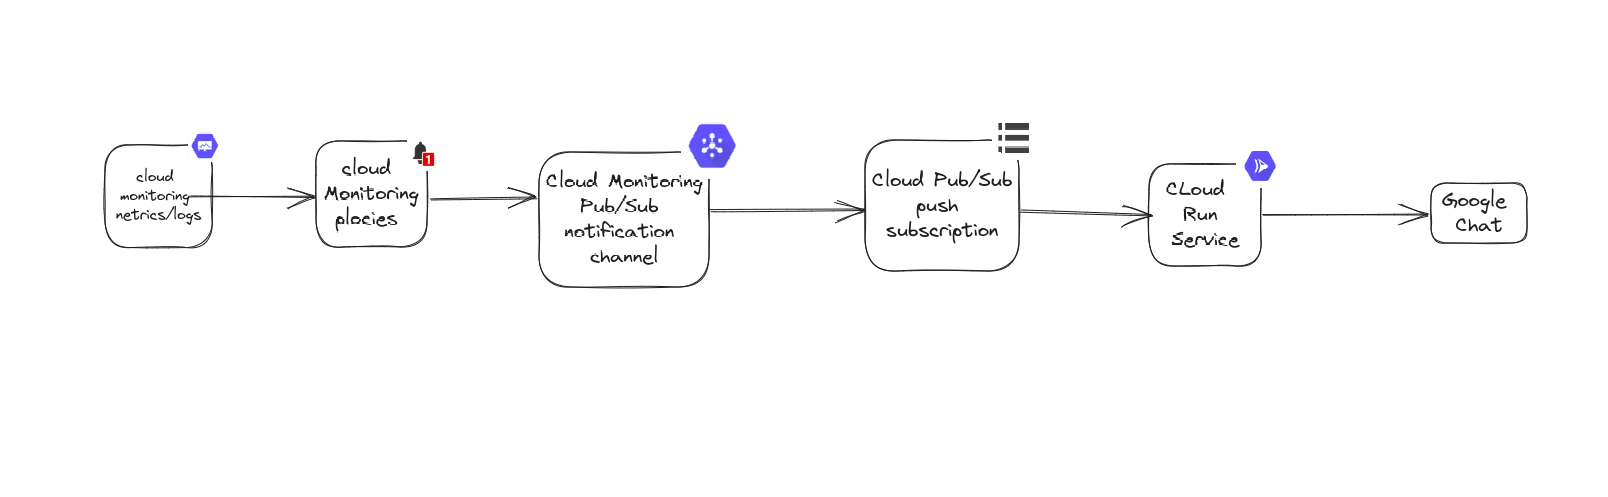 cloud
monitoring
netrics/logs
cloud
Monitoring
plocies
1
Cloud Monitoring
Pub/Sub
notification
channel
Cloud Pub/Sub
push
subscription
CLoud
Run
Service
Google
Chat